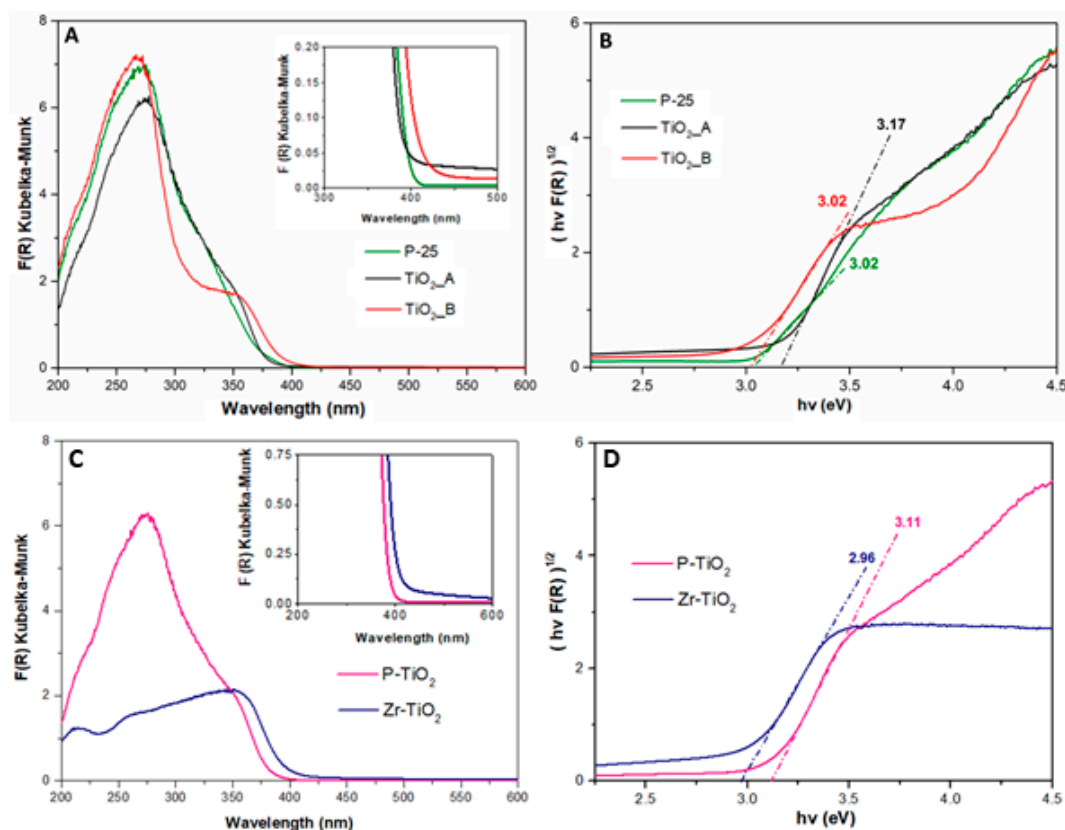 A
F(R) Kubelka-Munk
8
6
4
2
0
200 250 300 350 400 450 500 550 600
Wavelength (nm)
F (R) Kubelka-Munk
0.20
0.15
0.10
0.05
0.00
300 400 500
Wavelength (nm)
P-25
TiO₂_A
TiO₂_B
B
( hv F(R) )^1/2
6
4
2
0
2.5 3.0 3.5 4.0 4.5
hv (eV)
P-25
TiO₂_A
TiO₂_B
3.17
3.02
3.02
C
F(R) Kubelka-Munk
8
6
4
2
0
200 250 300 350 400 450 500 550 600
Wavelength (nm)
F (R) Kubelka-Munk
0.75
0.50
0.25
0.00
200 400 600
Wavelength (nm)
P-TiO₂
Zr-TiO₂
D
( hv F(R) )^1/2
6
4
2
0
2.5 3.0 3.5 4.0 4.5
hv (eV)
P-TiO₂
Zr-TiO₂
3.11
2.96